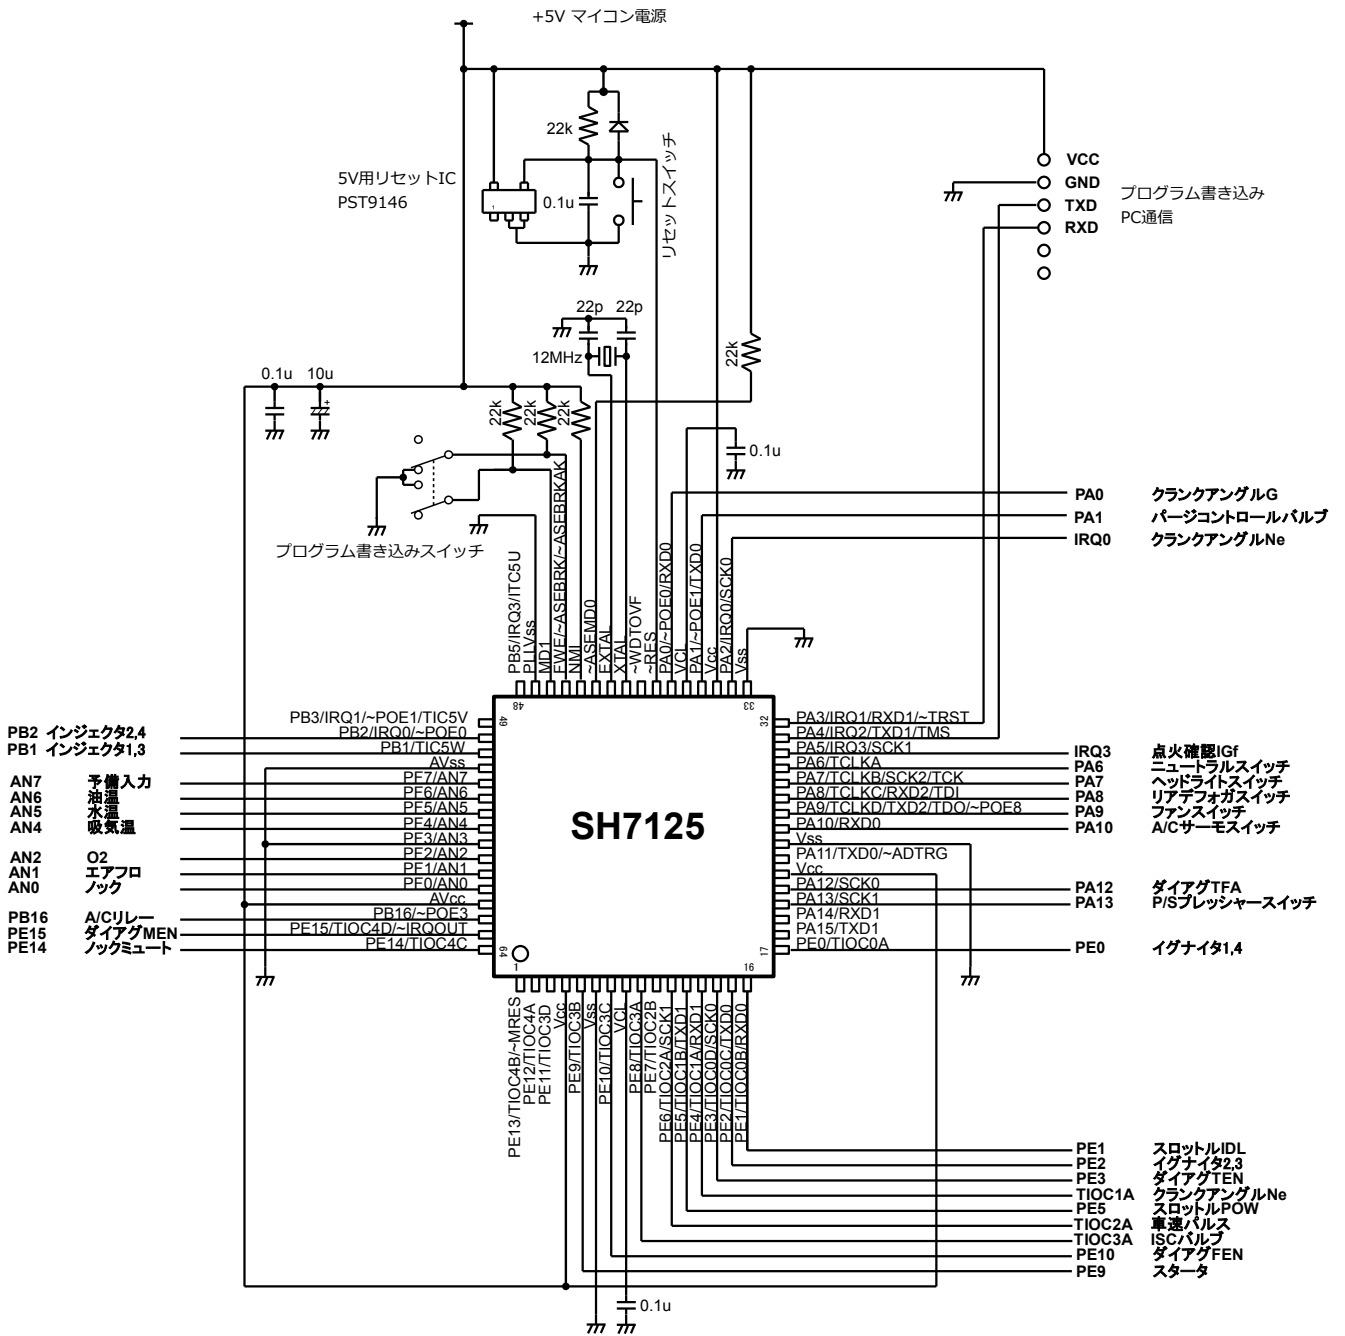 +5V マイコン電源
22k
リセットスイッチ
5V用リセットIC
PST9146
1
0.1u
VCC
GND
TXD
RXD
プログラム書き込み
PC通信
22p 22p
12MHz
22k
0.1u 10u
+
22k
22k
22k
0.1u
プログラム書き込みスイッチ
PA0 クランクアングルG
PA1 パージコントロールバルブ
IRQ0 クランクアングルNe
PB5/IRQ3/ITC5U
PLLVss
MD1
FWE/~ASEBRK/~ASEBRKAK
NMI
~ASEMD0
EXTAL
XTAL
~WDTOVF
~RES
PA0/~POE0/RXD0
VCL
PA1/~POE1/TXD0
Vcc
PA2/IRQ0/SCK0
Vss
48
33
49
32
PB3/IRQ1/~POE1/TIC5V
PB2/IRQ0/~POE0
PB1/TIC5W
AVss
PF7/AN7
PF6/AN6
PF5/AN5
PF4/AN4
PF3/AN3
PF2/AN2
PF1/AN1
PF0/AN0
AVcc
PB16/~POE3
PE15/TIOC4D/~IRQOUT
PE14/TIOC4C
PB2 インジェクタ2,4
PB1 インジェクタ1,3
AN7 予備入力
AN6 油温
AN5 水温
AN4 吸気温
AN2 O2
AN1 エアフロ
AN0 ノック
PB16 A/Cリレー
PE15 ダイアグMEN
PE14 ノックミュート
SH7125
PA3/IRQ1/RXD1/~TRST
PA4/IRQ2/TXD1/TMS
PA5/IRQ3/SCK1
PA6/TCLKA
PA7/TCLKB/SCK2/TCK
PA8/TCLKC/RXD2/TDI
PA9/TCLKD/TXD2/TDO/~POE8
PA10/RXD0
Vss
PA11/TXD0/~ADTRG
Vcc
PA12/SCK0
PA13/SCK1
PA14/RXD1
PA15/TXD1
PE0/TIOC0A
IRQ3 点火確認IGf
PA6 ニュートラルスイッチ
PA7 ヘッドライトスイッチ
PA8 リアデフォガスイッチ
PA9 ファンスイッチ
PA10 A/Cサーモスイッチ
PA12 ダイアグTFA
PA13 P/Sプレッシャースイッチ
PE0 イグナイタ1,4
64
17
1
16
PE13/TIOC4B/~MRES
PE12/TIOC4A
PE11/TIOC3D
Vcc
PE9/TIOC3B
Vss
PE10/TIOC3C
VCL
PE8/TIOC3A
PE7/TIOC2B
PE6/TIOC2A/SCK1
PE5/TIOC1B/TXD1
PE4/TIOC1A/RXD1
PE3/TIOC0D/SCK0
PE2/TIOC0C/TXD0
PE1/TIOC0B/RXD0
PE1 スロットルIDL
PE2 イグナイタ2,3
PE3 ダイアグTEN
TIOC1A クランクアングルNe
PE5 スロットルPOW
TIOC2A 車速パルス
TIOC3A ISCバルブ
PE10 ダイアグFEN
PE9 スタータ
0.1u